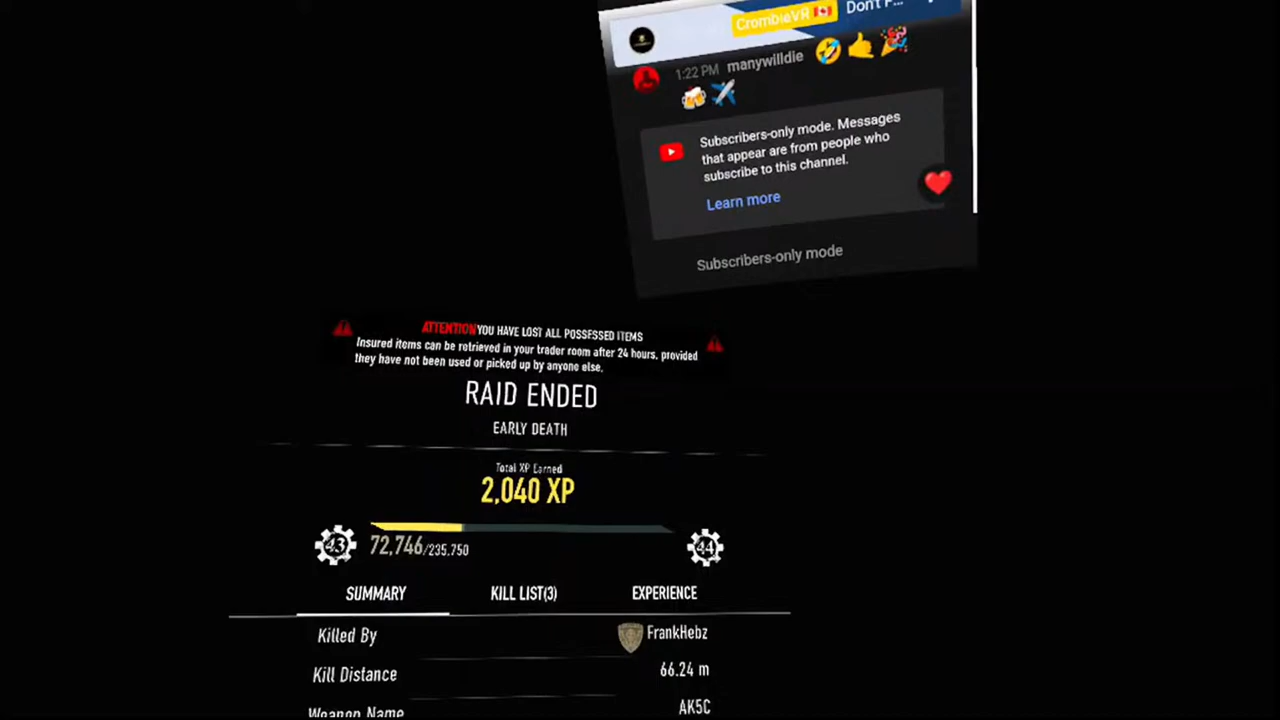 CrombieVR Don't F...
1:22 PM manywilldie
Subscribers-only mode. Messages
that appear are from people who
subscribe to this channel.
Learn more
Subscribers-only mode
ATTENTION YOU HAVE LOST ALL POSSESSED ITEMS
Insured items can be retrieved in your trader room after 24 hours, provided
they have not been used or picked up by anyone else.
RAID ENDED
EARLY DEATH
Total XP Earned
2,040 XP
43 72,746/235,750 44
SUMMARY KILL LIST(3) EXPERIENCE
Killed By FrankHebz
Kill Distance 66.24 m
Weapon Name AK5C